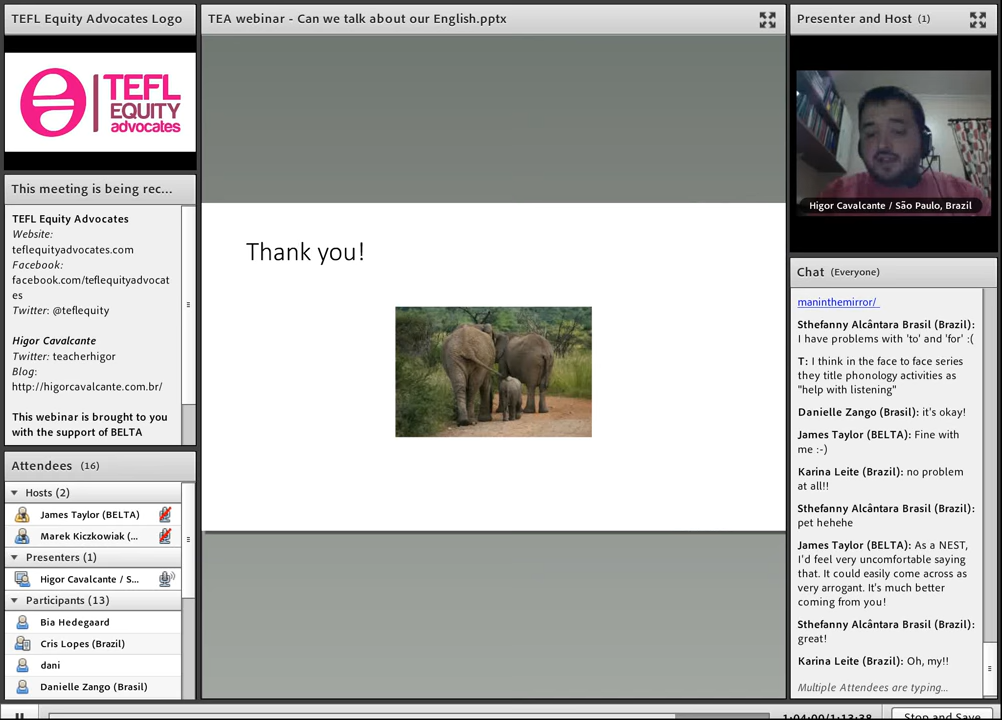 TEFL Equity Advocates Logo
TEFL
EQUITY
advocates
This meeting is being rec...
TEFL Equity Advocates
Website:
teflequityadvocates.com
Facebook:
facebook.com/teflequityadvocat
es
Twitter: @teflequity
Higor Cavalcante
Twitter: teacherhigor
Blog:
http://higorcavalcante.com.br/
This webinar is brought to you
with the support of BELTA
Attendees (16)
Hosts (2)
James Taylor (BELTA)
Marek Kiczkowiak (...
Presenters (1)
Higor Cavalcante / S...
Participants (13)
Bia Hedegaard
Cris Lopes (Brazil)
dani
Danielle Zango (Brasil)
TEA webinar - Can we talk about our English.pptx
Thank you!
Presenter and Host (1)
Higor Cavalcante / São Paulo, Brazil
Chat (Everyone)
maninthemirror/
Sthefanny Alcântara Brasil (Brazil):
I have problems with 'to' and 'for' :(
T: I think in the face to face series
they title phonology activities as
"help with listening"
Danielle Zango (Brasil): it's okay!
James Taylor (BELTA): Fine with
me :-)
Karina Leite (Brazil): no problem
at all!!
Sthefanny Alcântara Brasil (Brazil):
pet hehehe
James Taylor (BELTA): As a NEST,
I'd feel very uncomfortable saying
that. It could easily come across as
very arrogant. It's much better
coming from you!
Sthefanny Alcântara Brasil (Brazil):
great!
Karina Leite (Brazil): Oh, my!!
Multiple Attendees are typing...
1:04:00/1:13:38
Stop and Save